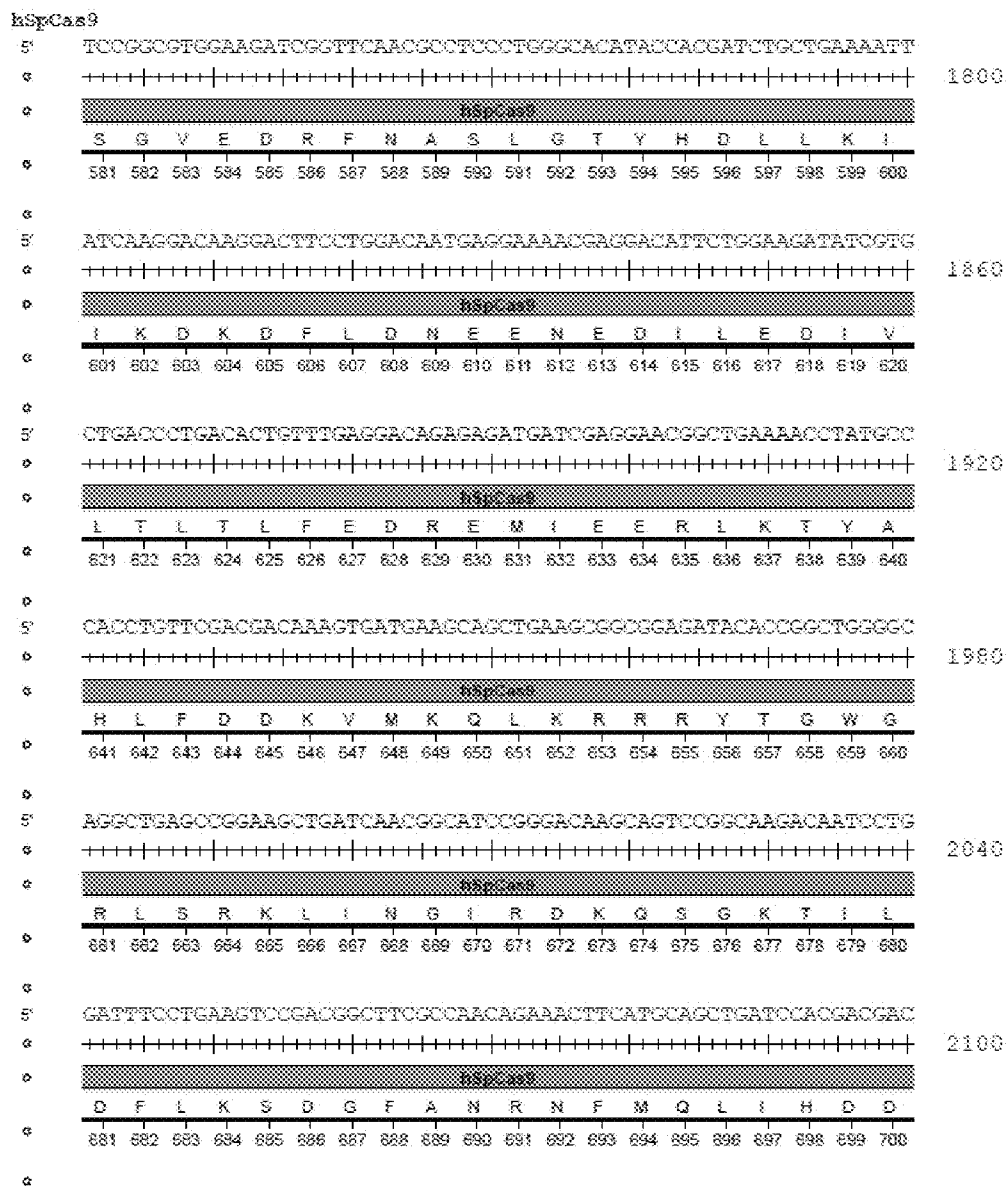 hSpCas9
5' TCCGGCGTGGAAGATCGGTTCAACGCCTCCCTGGGCACATACCACGATCTGCTGAAAATT
1800
hSpCas9
S G V E D R F N A S L G T Y H D L L K I
581 582 583 584 585 586 587 588 589 590 591 592 593 594 595 596 597 598 599 600
5' ATCAAGGACAAGGACTTCCTGGACAATGAGGAAAACGAGGACATTCTGGAAGATATCGTG
1860
hSpCas9
I K D K D F L D N E E N E D I L E D I V
601 602 603 604 605 606 607 608 609 610 611 612 613 614 615 616 617 618 619 620
5' CTGACCCTGACACTGTTTGAGGACAGAGAGATGATCGAGGAACGGCTGAAAACCTATGCC
1920
hSpCas9
L T L T L F E D R E M I E E R L K T Y A
621 622 623 624 625 626 627 628 629 630 631 632 633 634 635 636 637 638 639 640
5' CACCTGTTCGACGACAAAGTGATGAAGCAGCTGAAGCGGCGGAGATACACCGGCTGGGGC
1980
hSpCas9
H L F D D K V M K Q L K R R R Y T G W G
641 642 643 644 645 646 647 648 649 650 651 652 653 654 655 656 657 658 659 660
5' AGGCTGAGCCGGAAGCTGATCAACGGCATCCGGGACAAGCAGTCCGGCAAGACAATCCTG
2040
hSpCas9
R L S R K L I N G I R D K Q S G K T I L
661 662 663 664 665 666 667 668 669 670 671 672 673 674 675 676 677 678 679 680
5' GATTTCCTGAAGTCCGACGGCTTCGCCAACAGAAACTTCATGCAGCTGATCCACGACGAC
2100
hSpCas9
D F L K S D G F A N R N F M Q L I H D D
681 682 683 684 685 686 687 688 689 690 691 692 693 694 695 696 697 698 699 700